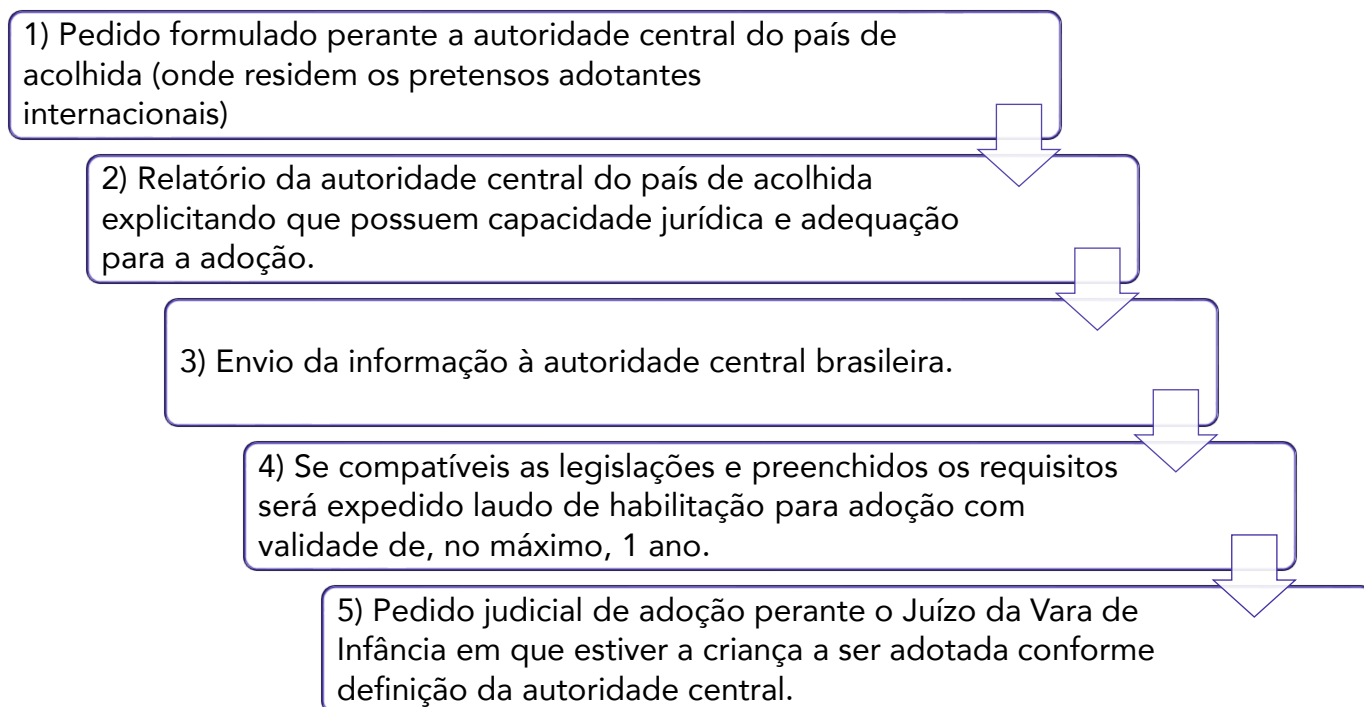 1) Pedido formulado perante a autoridade central do país de
acolhida (onde residem os pretensos adotantes
internacionais)
2) Relatório da autoridade central do país de acolhida
explicitando que possuem capacidade jurídica e adequação
para a adoção.
3) Envio da informação à autoridade central brasileira.
4) Se compatíveis as legislações e preenchidos os requisitos
será expedido laudo de habilitação para adoção com
validade de, no máximo, 1 ano.
5) Pedido judicial de adoção perante o Juízo da Vara de
Infância em que estiver a criança a ser adotada conforme
definição da autoridade central.